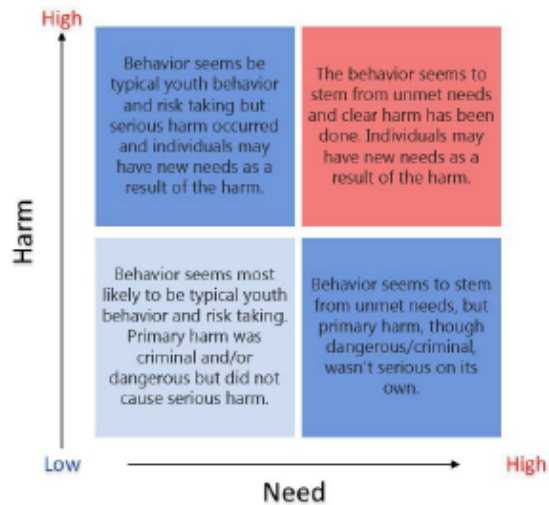 High
Behavior seems be
typical youth behavior
and risk taking but
serious harm occurred
and individuals may
have new needs as a
result of the harm.
The behavior seems to
stem from unmet needs
and clear harm has been
done. Individuals may
have new needs as a
result of the harm.
Harm
Behavior seems most
likely to be typical youth
behavior and risk taking.
Primary harm was
criminal and/or
dangerous but did not
cause serious harm.
Behavior seems to stem
from unmet needs, but
primary harm, though
dangerous/criminal,
wasn't serious on its
own.
Low
High
Need